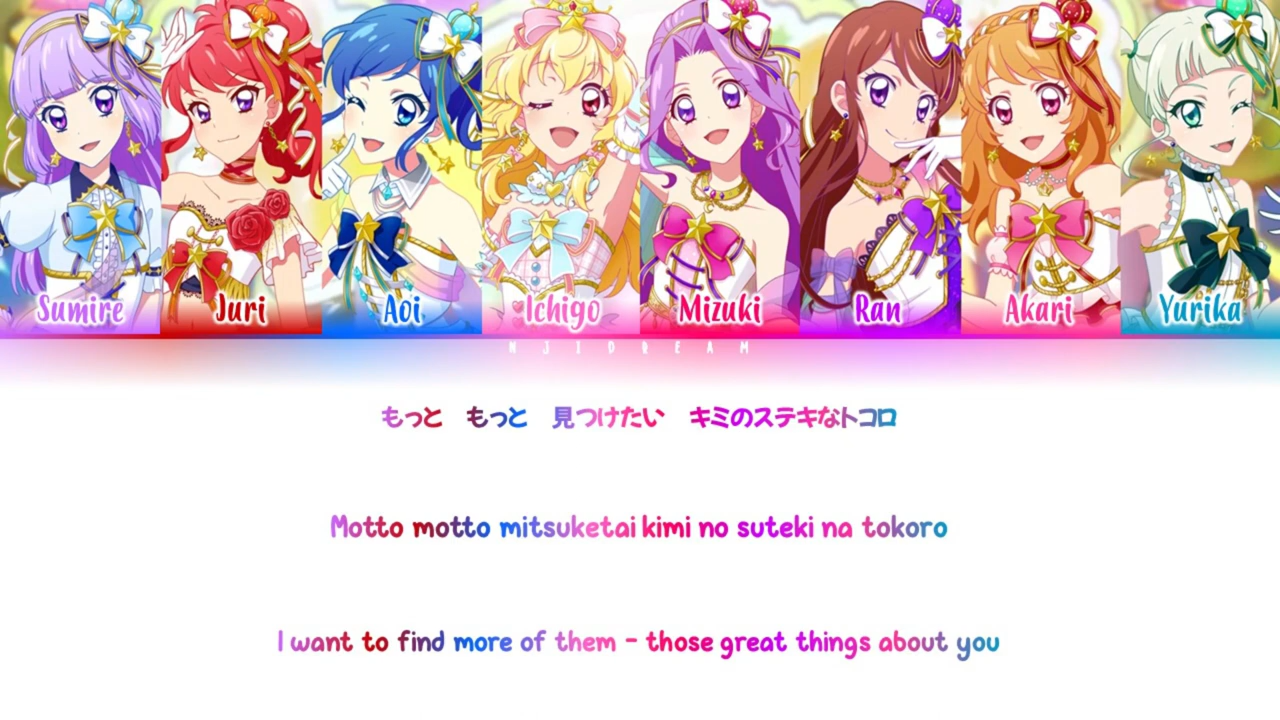 Sumire Juri Aoi Ichigo Mizuki Ran Akari Yurika
NJIDREAM
もっと　もっと　見つけたい　キミのステキなトコロ
Motto motto mitsuketai kimi no suteki na tokoro
I want to find more of them - those great things about you